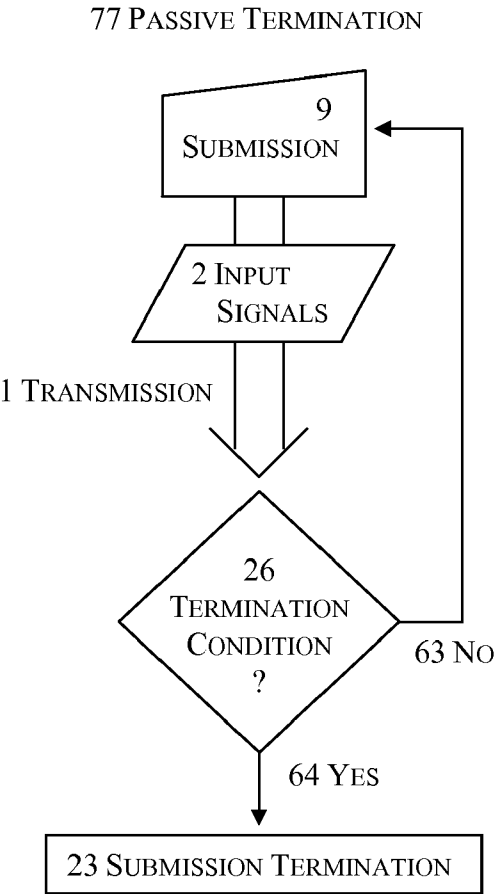 77 PASSIVE TERMINATION
9
SUBMISSION
2 INPUT
SIGNALS
1 TRANSMISSION
26
TERMINATION
CONDITION
?
63 NO
64 YES
23 SUBMISSION TERMINATION